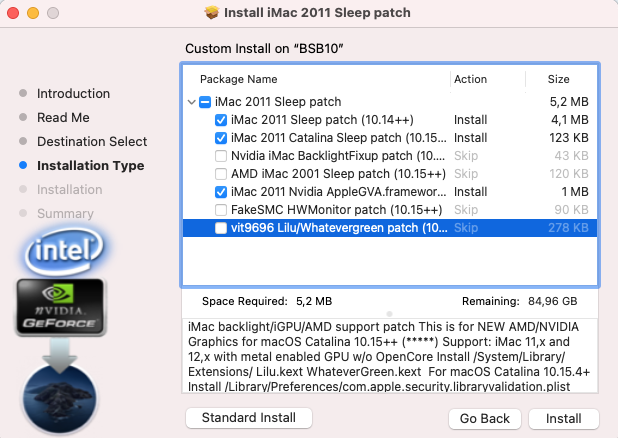 Install iMac 2011 Sleep patch
Custom Install on “BSB10”
Introduction
Read Me
Destination Select
Installation Type
Installation
Summary
Package Name Action Size
iMac 2011 Sleep patch 5,2 MB
iMac 2011 Sleep patch (10.14++) Install 4,1 MB
iMac 2011 Catalina Sleep patch (10.15... Install 123 KB
Nvidia iMac BacklightFixup patch (10.... Skip 43 KB
AMD iMac 2001 Sleep patch (10.15++) Skip 120 KB
iMac 2011 Nvidia AppleGVA.framewor... Install 1 MB
FakeSMC HWMonitor patch (10.15++) Skip 90 KB
vit9696 Lilu/Whatevergreen patch (10... Skip 278 KB
Space Required: 5,2 MB Remaining: 84,96 GB
iMac backlight/iGPU/AMD support patch This is for NEW AMD/NVIDIA
Graphics for macOS Catalina 10.15++ (*****) Support: iMac 11,x and
12,x with metal enabled GPU w/o OpenCore Install /System/Library/
Extensions/ Lilu.kext WhateverGreen.kext For macOS Catalina 10.15.4+
Install /Library/Preferences/com.apple.security.libraryvalidation.plist
intel
NVIDIA
GEFORCE
Standard Install Go Back Install